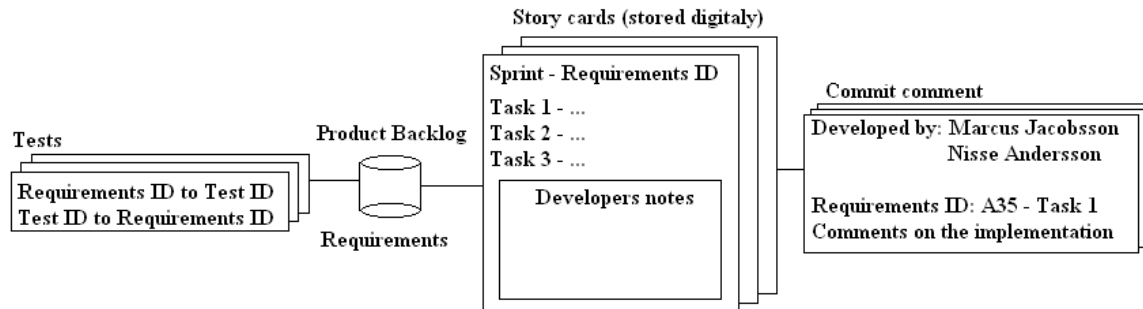 Tests
Requirements ID to Test ID
Test ID to Requirements ID
Product Backlog
Requirements
Story cards (stored digitaly)
Sprint - Requirements ID
Task 1 - ...
Task 2 - ...
Task 3 - ...
Developers notes
Commit comment
Developed by: Marcus Jacobsson
Nisse Andersson
Requirements ID: A35 - Task 1
Comments on the implementation